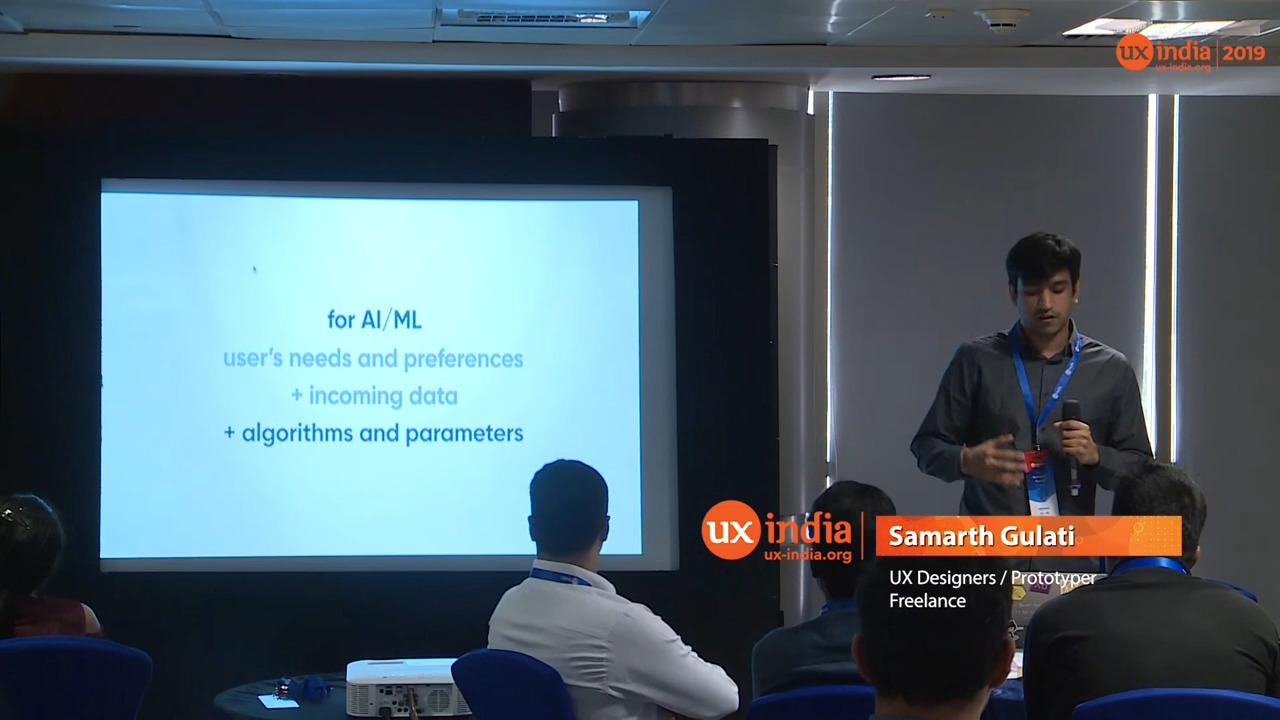 ux india 2019
ux-india.org
for AI/ML
user's needs and preferences
+ incoming data
+ algorithms and parameters
ux india
ux-india.org
Samarth Gulati
UX Designers / Prototyper
Freelance